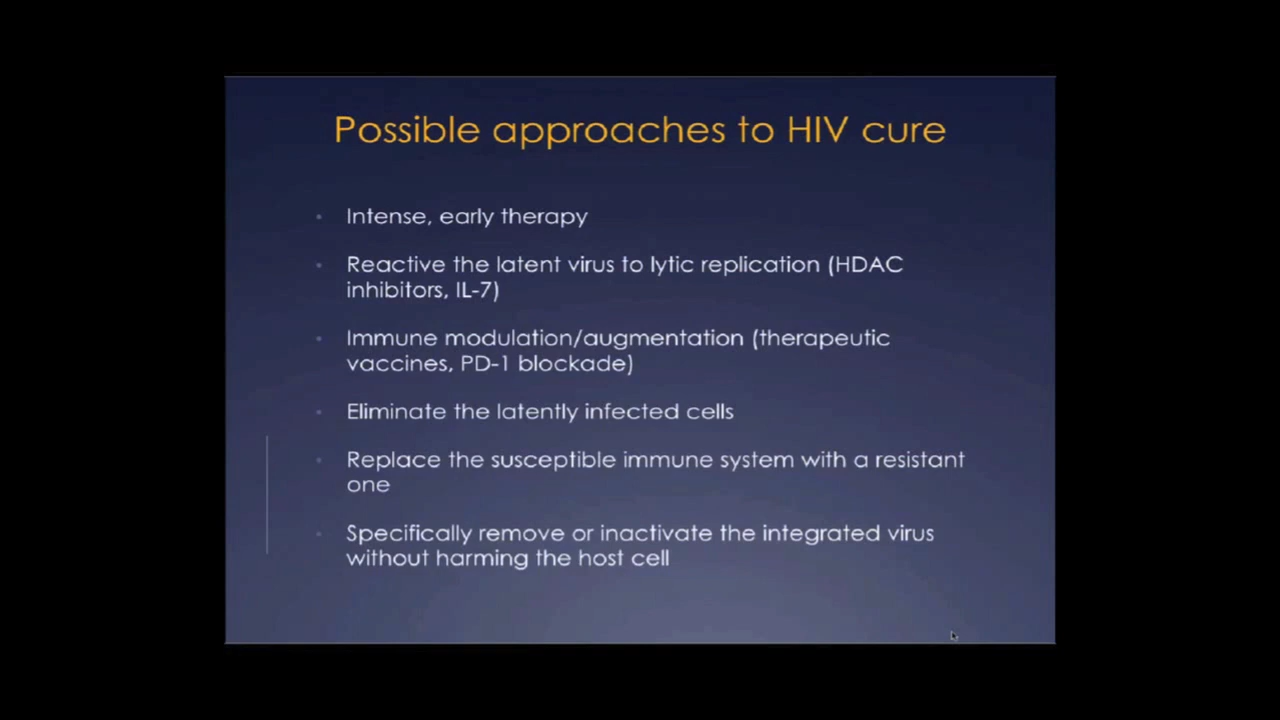 Possible approaches to HIV cure
• Intense, early therapy
• Reactive the latent virus to lytic replication (HDAC
inhibitors, IL-7)
• Immune modulation/augmentation (therapeutic
vaccines, PD-1 blockade)
• Eliminate the latently infected cells
• Replace the susceptible immune system with a resistant
one
• Specifically remove or inactivate the integrated virus
without harming the host cell